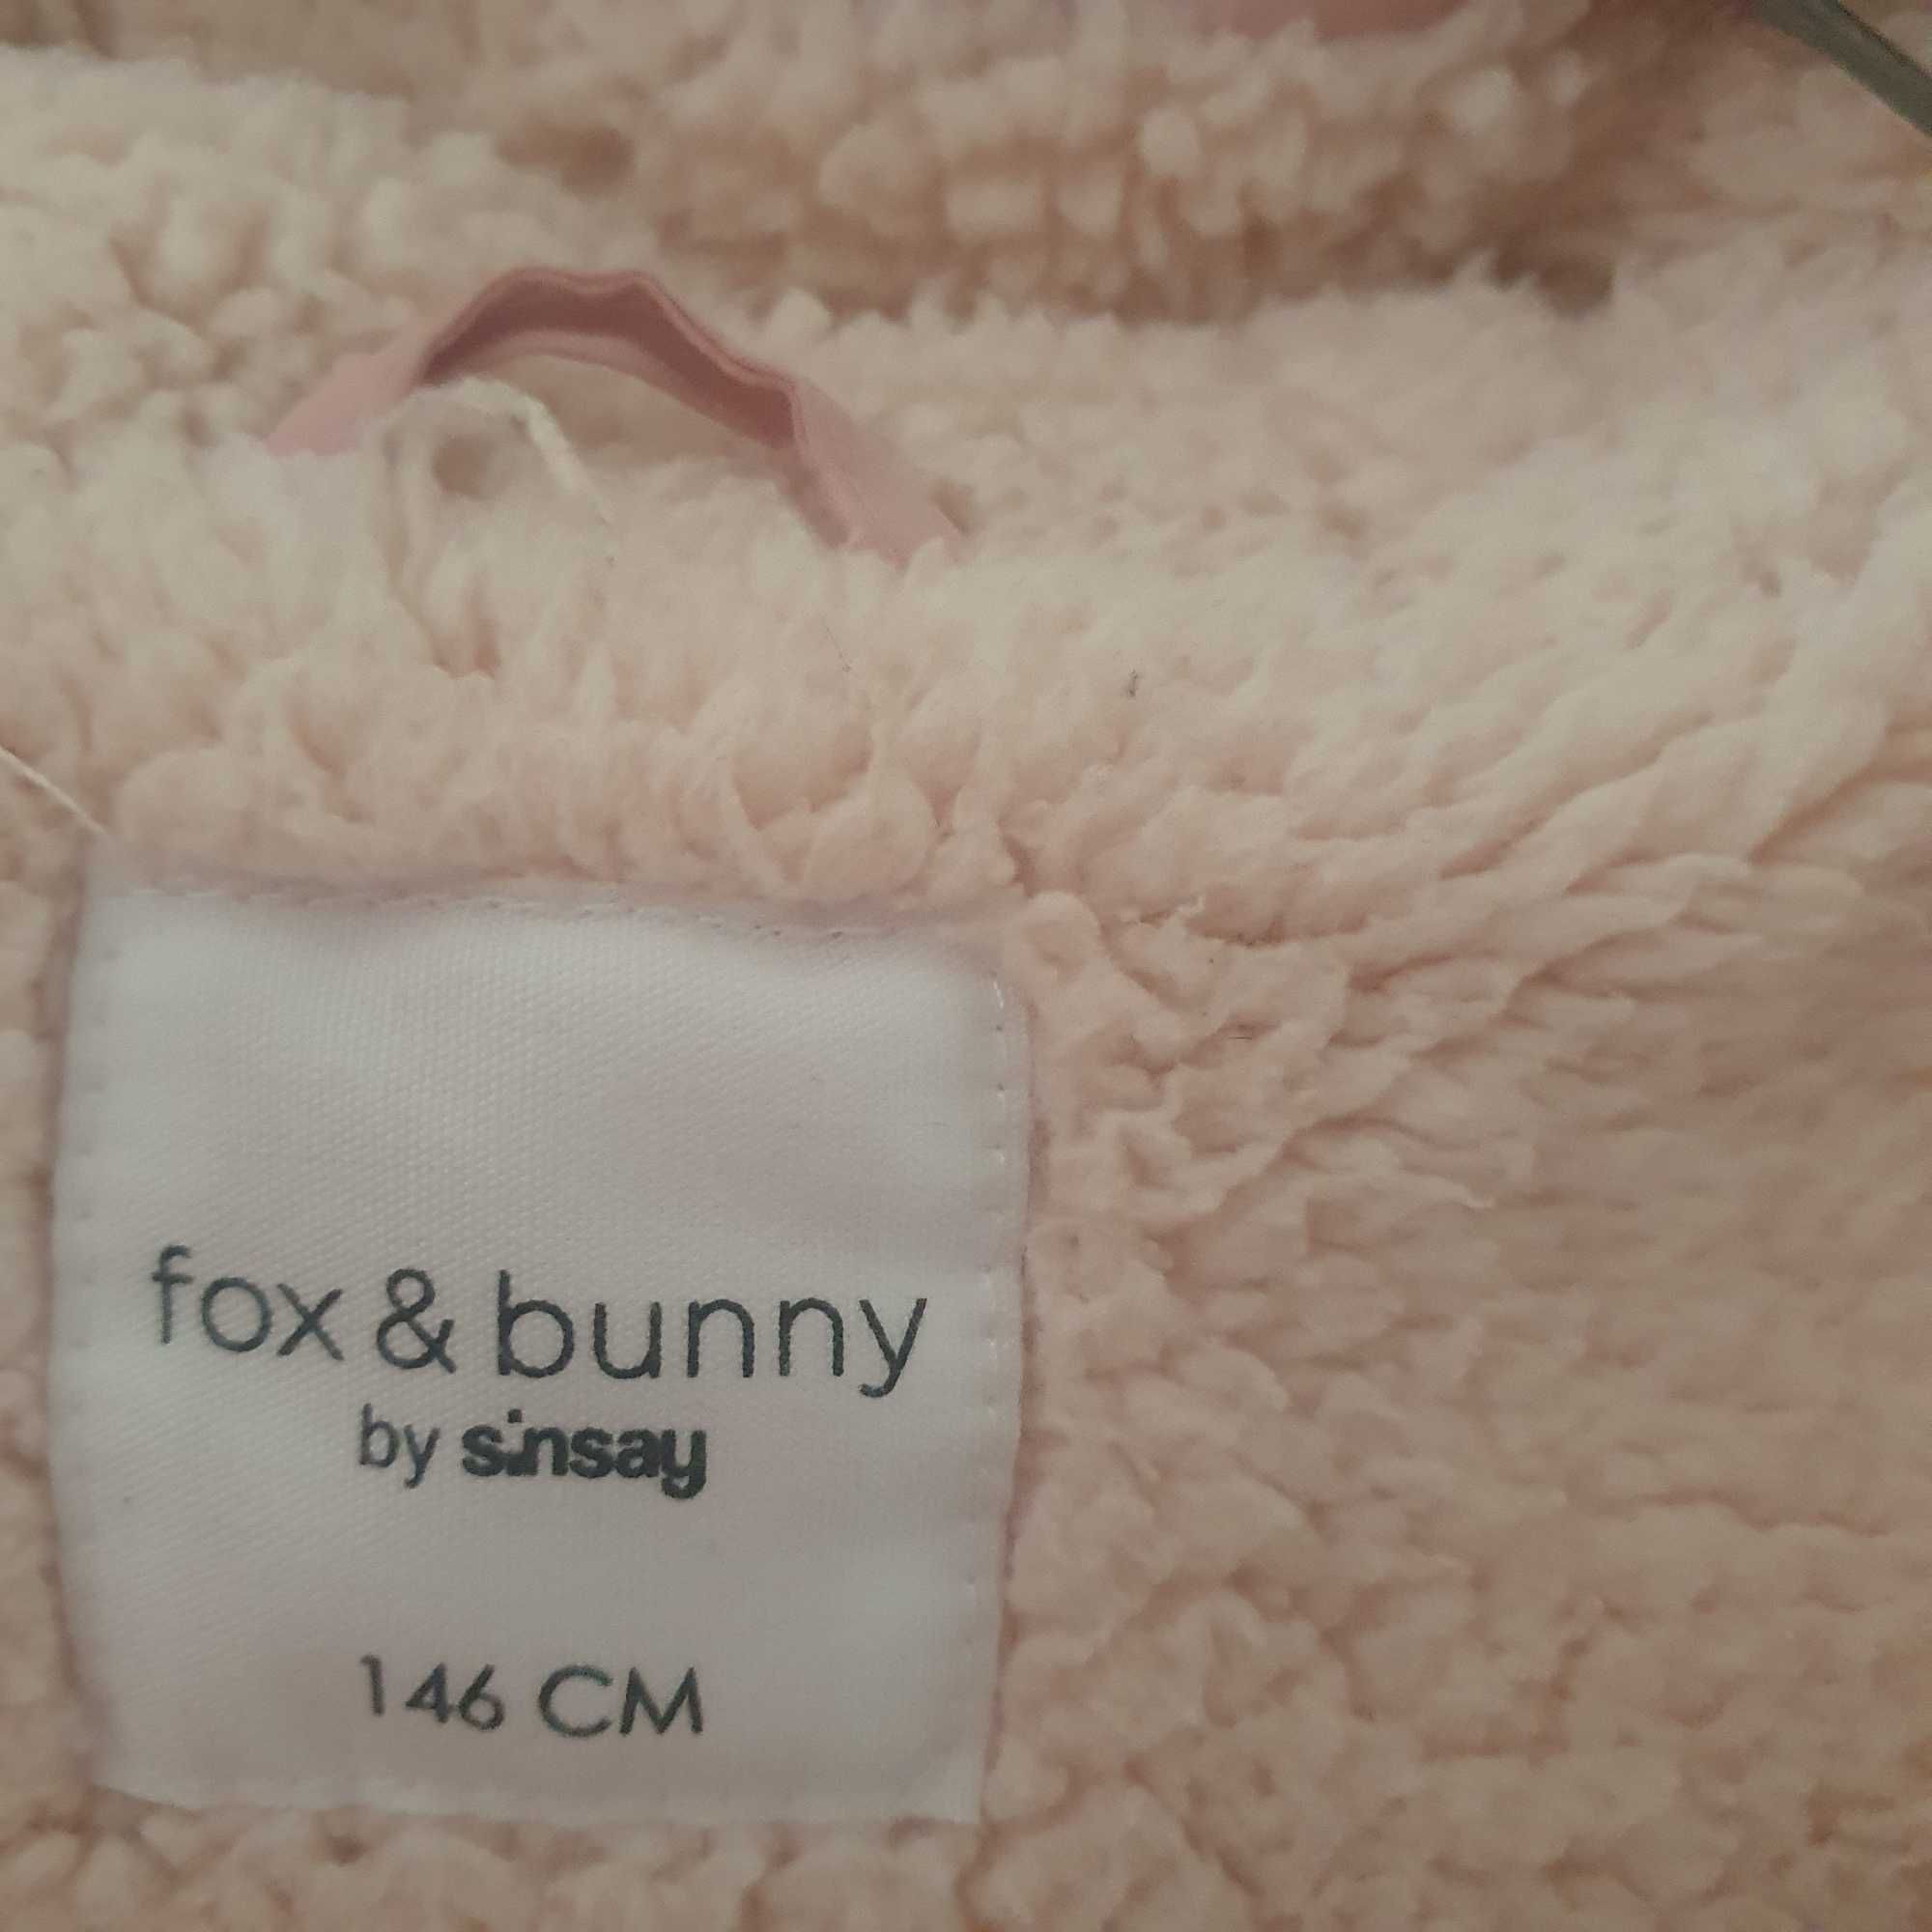 fox & bunny
by sinsay
146 CM